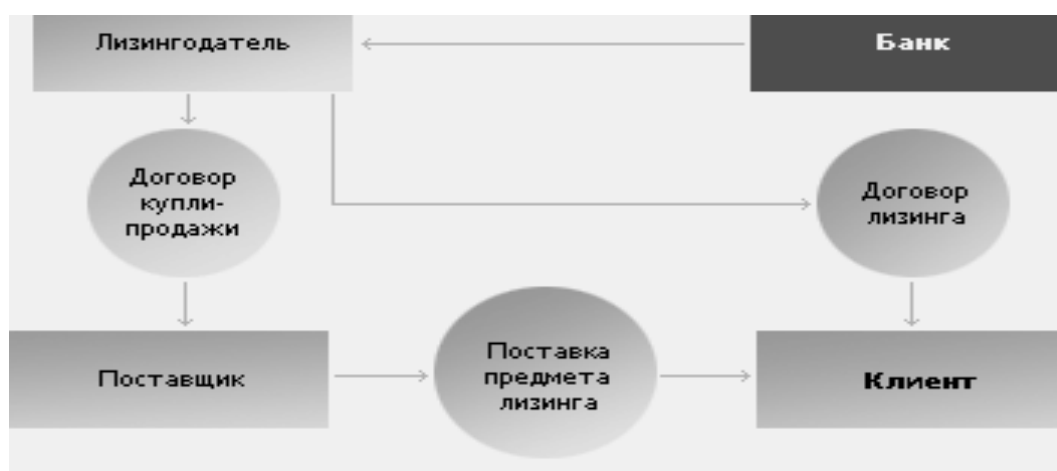 Лизингодатель
Банк
Договор
купли-
продажи
Договор
лизинга
Поставщик
Поставка
предмета
лизинга
Клиент